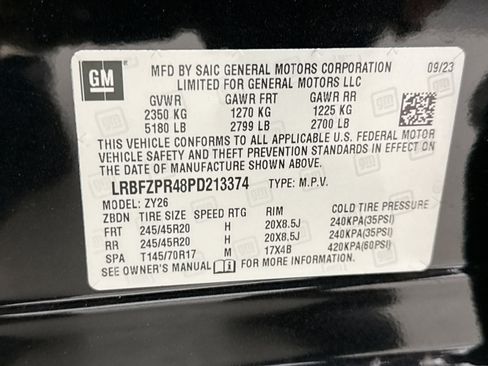 GM
MFD BY SAIC GENERAL MOTORS CORPORATION 09/23
LIMITED FOR GENERAL MOTORS LLC
GVWR GAWR FRT GAWR RR
2350 KG 1270 KG 1225 KG
5180 LB 2799 LB 2700 LB
THIS VEHICLE CONFORMS TO ALL APPLICABLE U.S. FEDERAL MOTOR
VEHICLE SAFETY AND THEFT PREVENTION STANDARDS IN EFFECT ON
THE DATE OF MANUFACTURE SHOWN ABOVE.
LRBFZPR48PD213374 TYPE: M.P.V.
MODEL: ZY26
ZBDN TIRE SIZE SPEED RTG RIM COLD TIRE PRESSURE
FRT 245/45R20 H 20X8.5J 240KPA(35PSI)
RR 245/45R20 H 20X8.5J 240KPA(35PSI)
SPA T145/70R17 M 17X4B 420KPA(60PSI)
SEE OWNER'S MANUAL FOR MORE INFORMATION